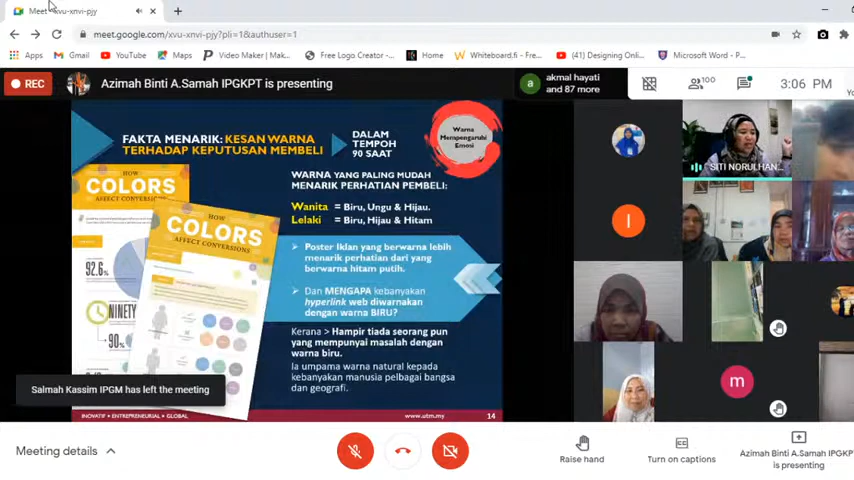 Meet - xvu-xnvi-pjy
meet.google.com/xvu-xnvi-pjy?pli=1&authuser=1
Apps
Gmail
YouTube
Maps
Video Maker | Mak...
Free Logo Creator -...
Home
Whiteboard.fi - Fre...
(41) Designing Onli...
Microsoft Word - P...
REC
Azimah Binti A.Samah IPGKPT is presenting
akmal hayati
and 87 more
a
100
3:06 PM
FAKTA MENARIK: KESAN WARNA
TERHADAP KEPUTUSAN MEMBELI
DALAM
TEMPOH
90 SAAT
Warna
Mempengaruhi
Emosi
WARNA YANG PALING MUDAH
MENARIK PERHATIAN PEMBELI:
Wanita = Biru, Ungu & Hijau.
Lelaki = Biru, Hijau & Hitam
HOW
COLORS
AFFECT CONVERSIONS
92.6%
NINETY
90%
HOW
COLORS
AFFECT CONVERSIONS
Poster Iklan yang berwarna lebih
menarik perhatian dari yang
berwarna hitam putih.
Dan MENGAPA kebanyakan
hyperlink web diwarnakan
dengan warna BIRU?
Kerana > Hampir tiada seorang pun
yang mempunyai masalah dengan
warna biru.
Ia umpama warna natural kepada
kebanyakan manusia pelbagai bangsa
dan geografi.
INOVATIF • ENTREPRENEURIAL • GLOBAL
www.utm.my
14
SITI NORULHAN...
I
m
Salmah Kassim IPGM has left the meeting
Meeting details
Raise hand
Turn on captions
Azimah Binti A.Samah IPGKP
is presenting